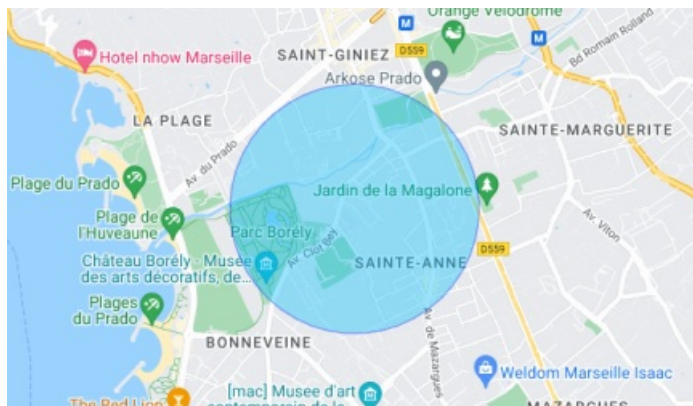 Orange Vélodrome
M
M
Hotel nhow Marseille
SAINT-GINIEZ
D559
Bd Romain Rolland
Arkose Prado
LA PLAGE
SAINTE-MARGUERITE
Av. du Prado
Plage du Prado
Jardin de la Magalone
Plage de
l'Huveaune
Parc Borély
Av. Viton
Av. Clot Bey
D559
Château Borély - Musée
des arts décoratifs, de...
SAINTE-ANNE
Plages
du Prado
BONNEVEINE
Av. de Mazargues
Weldom Marseille Isaac
[mac] Musée d'art
contemporain de la
The Red Lion
MAZARGUES